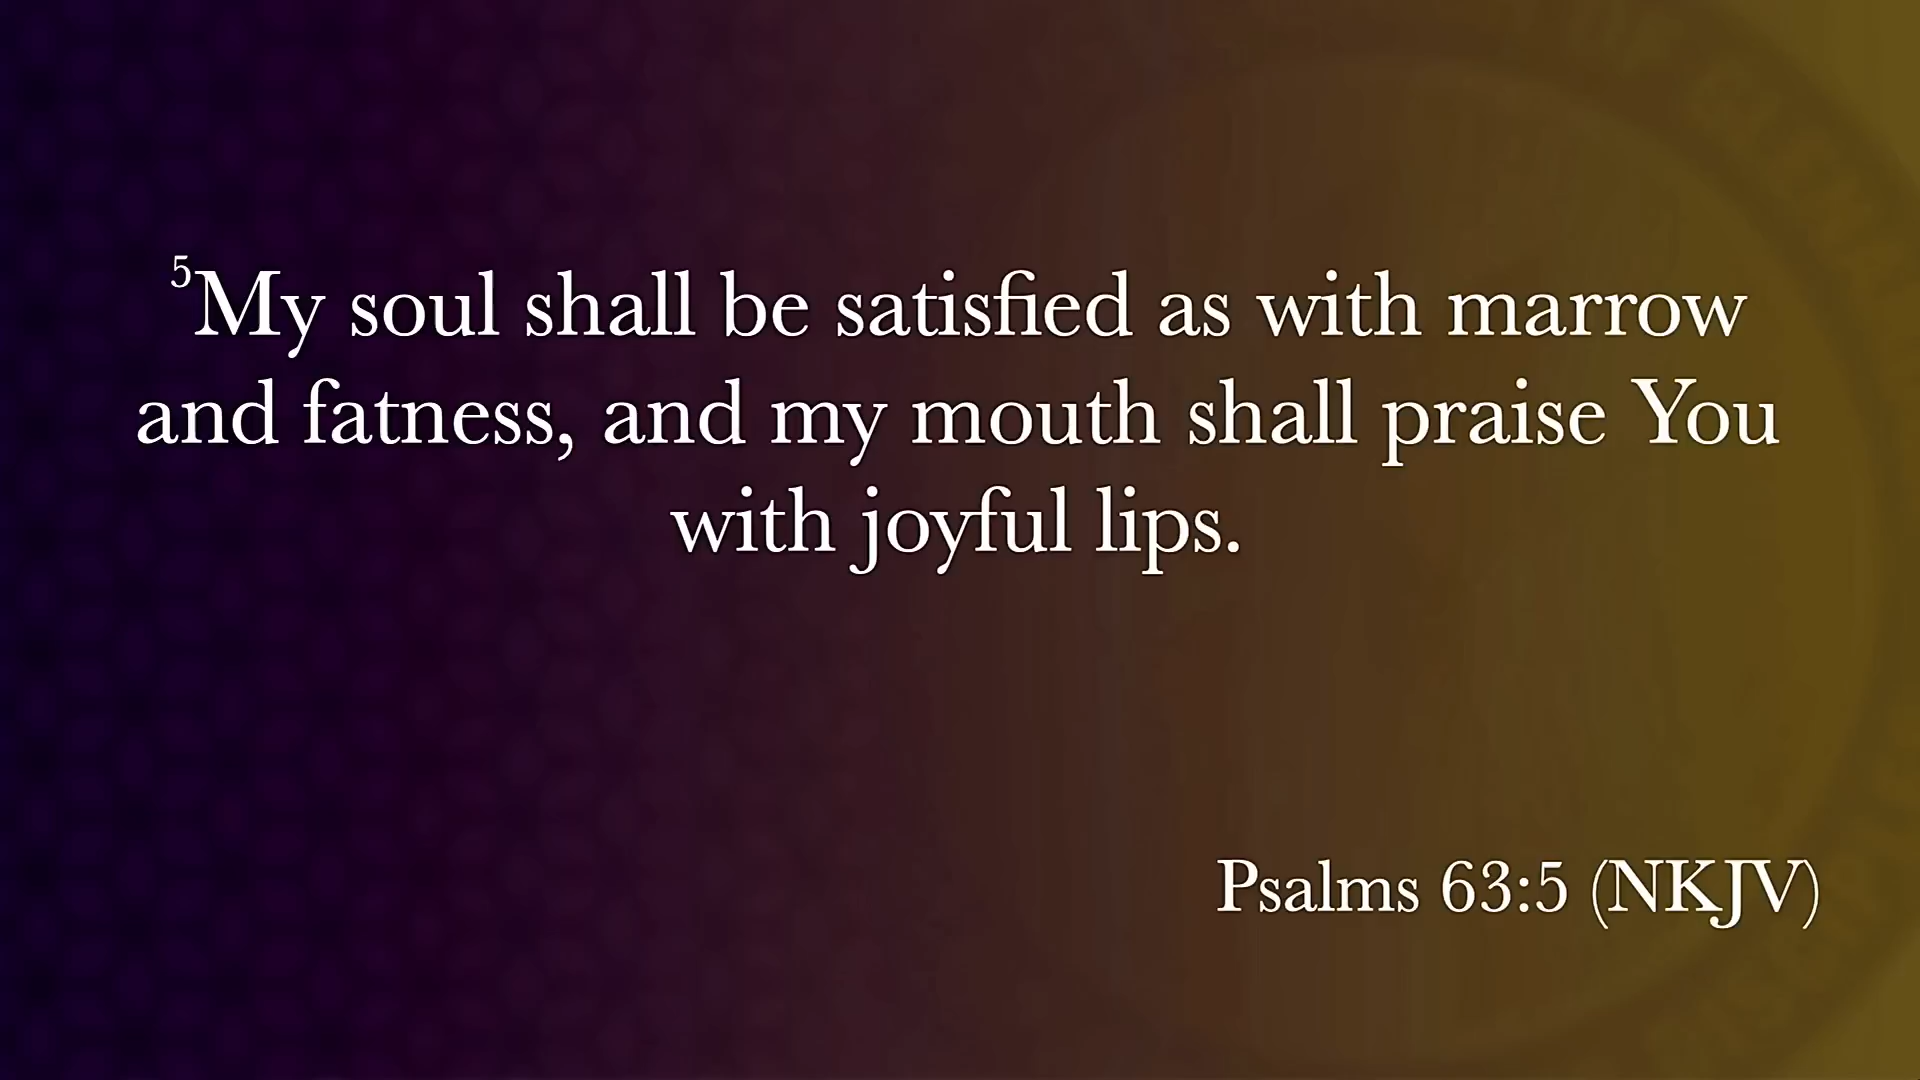 ⁵My soul shall be satisfied as with marrow
and fatness, and my mouth shall praise You
with joyful lips.
Psalms 63:5 (NKJV)